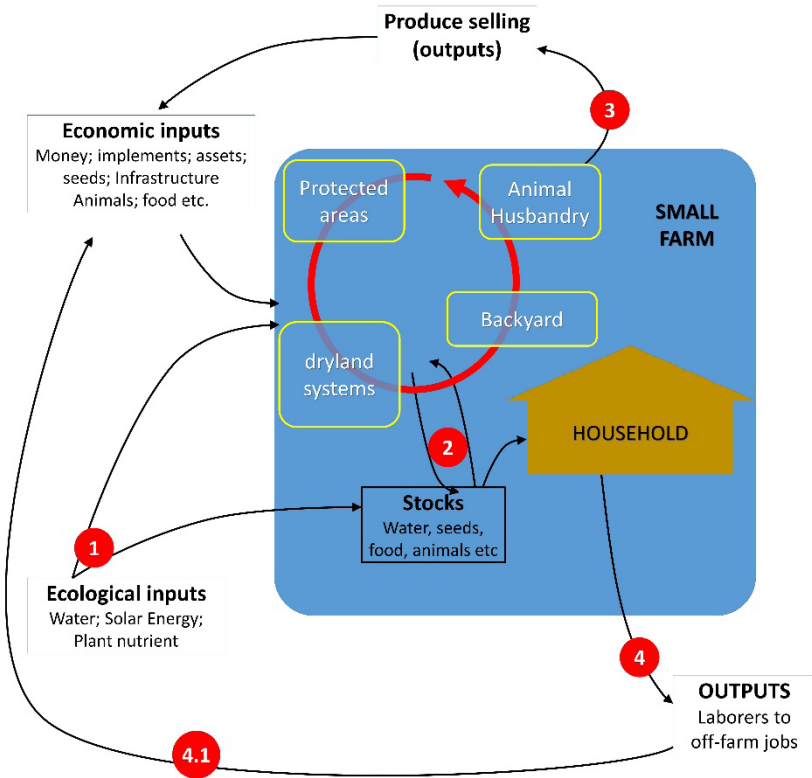 Produce selling
(outputs)
3
Economic inputs
Money; implements; assets;
seeds; Infrastructure
Animals; food etc.
Protected
areas
Animal
Husbandry
SMALL
FARM
Backyard
dryland
systems
HOUSEHOLD
2
Stocks
Water, seeds,
food, animals etc
1
Ecological inputs
Water; Solar Energy;
Plant nutrient
4
OUTPUTS
Laborers to
off-farm jobs
4.1